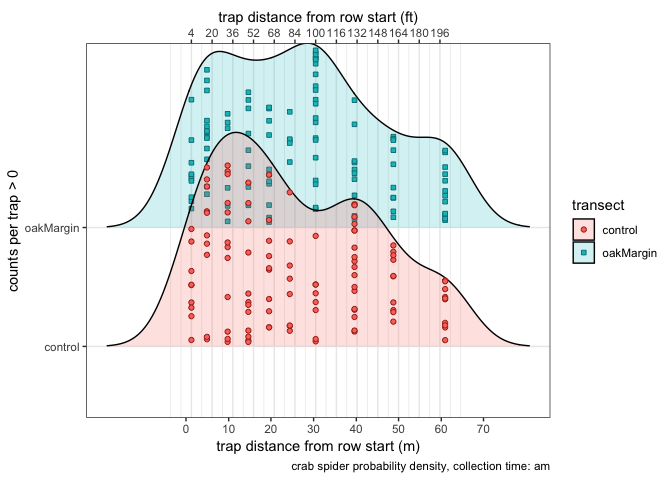 trap distance from row start (ft)
4 20 36 52 68 84 100 116 132 148 164 180 196
counts per trap > 0
oakMargin
control
transect
control
oakMargin
0 10 20 30 40 50 60 70
trap distance from row start (m)
crab spider probability density, collection time: am